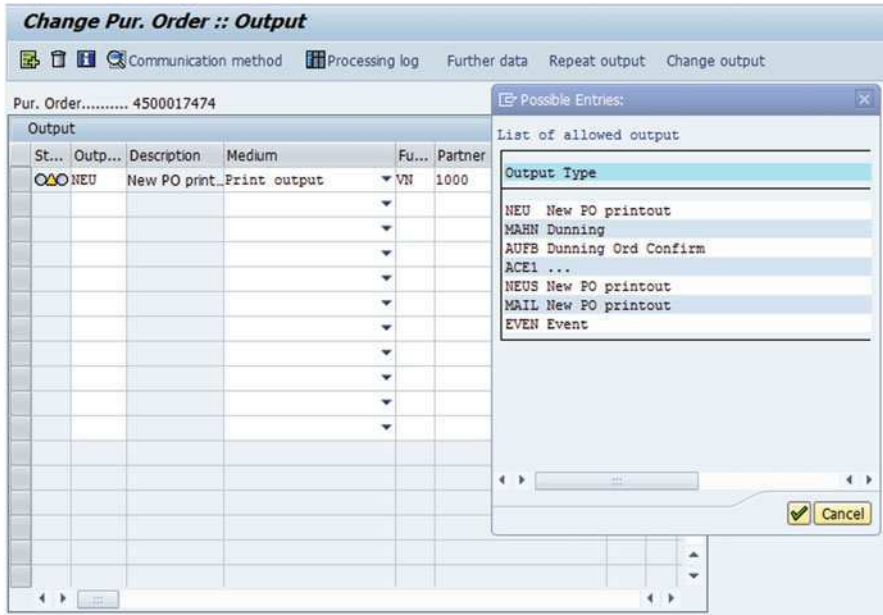 Change Pur. Order :: Output
Communication method Processing log Further data Repeat output Change output
Pur. Order.......... 4500017474
Output
St... Outp... Description Medium Fu... Partner
NEU New PO print... Print output VN 1000
Possible Entries:
List of allowed output
Output Type
NEU New PO printout
MAHN Dunning
AUFB Dunning Ord Confirm
ACE1 ...
NEUS New PO printout
MAIL New PO printout
EVEN Event
Cancel